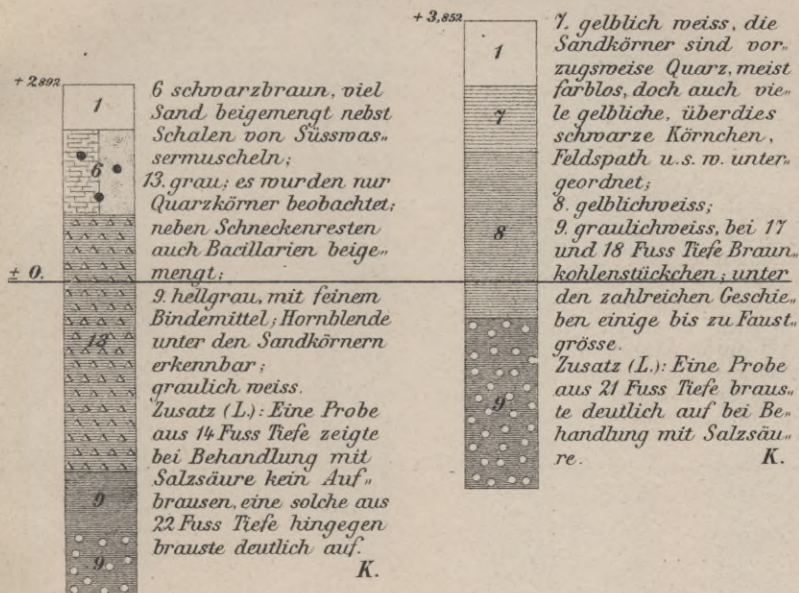 + 2,892
1
6
± 0.
13
9
9
6 schwarzbraun, viel
Sand beigemengt nebst
Schalen von Süsswas„
sermuscheln;
13. grau; es wurden nur
Quarzkörner beobachtet;
neben Schneckenresten
auch Bacillarien beige„
mengt;
9. hellgrau, mit feinem
Bindemittel; Hornblende
unter den Sandkörnern
erkennbar;
graulich weiss.
Zusatz (L.): Eine Probe
aus 14 Fuss Tiefe zeigte
bei Behandlung mit
Salzsäure kein Auf„
brausen, eine solche aus
22 Fuss Tiefe hingegen
brauste deutlich auf.
K.
+ 3,852
1
7
8
9
7. gelblich weiss, die
Sandkörner sind vor„
zugsweise Quarz, meist
farblos, doch auch vie„
le gelbliche, überdies
schwarze Körnchen,
Feldspath u. s. w. unter„
geordnet;
8. gelblichweiss;
9. graulichweiss, bei 17
und 18 Fuss Tiefe Braun„
kohlenstückchen; unter
den zahlreichen Geschie„
ben einige bis zu Faust„
grösse.
Zusatz (L.): Eine Probe
aus 21 Fuss Tiefe braus„
te deutlich auf bei Be„
handlung mit Salzsäu„
re. K.